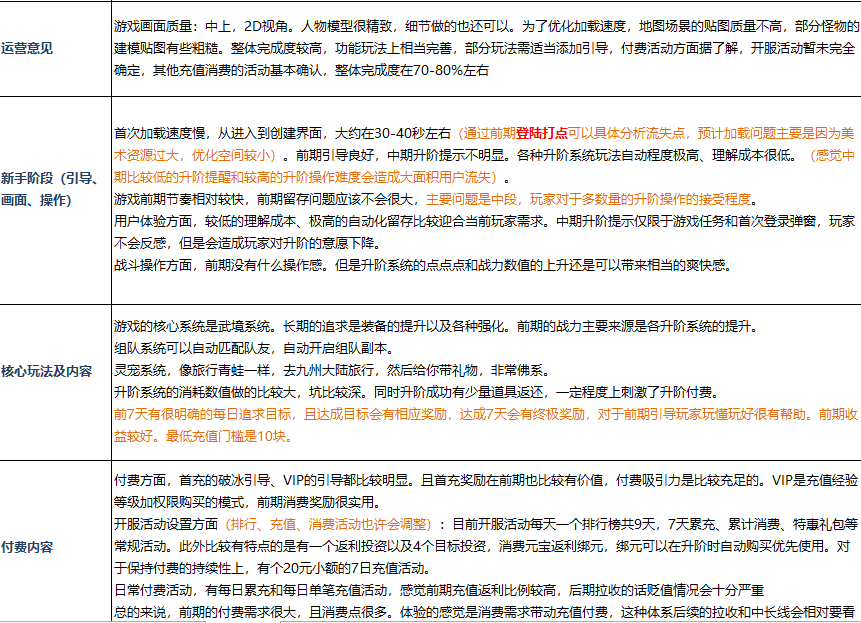 运营意见
游戏画面质量：中上，2D视角。人物模型很精致，细节做的也还可以。为了优化加载速度，地图场景的贴图质量不高，部分怪物的
建模贴图有些粗糙。整体完成度较高，功能玩法上相当完善，部分玩法需适当添加引导，付费活动方面据了解，开服活动暂未完全
确定，其他充值消费的活动基本确认，整体完成度在70-80%左右
新手阶段（引导、
画面、操作）
首次加载速度慢，从进入到创建界面，大约在30-40秒左右（通过前期登陆打点可以具体分析流失点，预计加载问题主要是因为美
术资源过大，优化空间较小）。前期引导良好，中期升阶提示不明显。各种升阶系统玩法自动程度极高、理解成本很低。（感觉中
期比较低的升阶提醒和较高的升阶操作难度会造成大面积用户流失）。
游戏前期节奏相对较快，前期留存问题应该不会很大，主要问题是中段，玩家对于多数量的升阶操作的接受程度。
用户体验方面，较低的理解成本、极高的自动化留存比较迎合当前玩家需求。中期升阶提示仅限于游戏任务和首次登录弹窗，玩家
不会反感，但是会造成玩家对升阶的意愿下降。
战斗操作方面，前期没有什么操作感。但是升阶系统的点点点和战力数值的上升还是可以带来相当的爽快感。
核心玩法及内容
游戏的核心系统是武境系统。长期的追求是装备的提升以及各种强化。前期的战力主要来源是各升阶系统的提升。
组队系统可以自动匹配队友，自动开启组队副本。
灵宠系统，像旅行青蛙一样，去九州大陆旅行，然后给你带礼物，非常佛系。
升阶系统的消耗数值做的比较大，坑比较深。同时升阶成功有少量道具返还，一定程度上刺激了升阶付费。
前7天有很明确的每日追求目标，且达成目标会有相应奖励，达成7天会有终极奖励，对于前期引导玩家玩懂玩好很有帮助。前期收
益较好。最低充值门槛是10块。
付费内容
付费方面，首充的破冰引导、VIP的引导都比较明显。且首充奖励在前期也比较有价值，付费吸引力是比较充足的。VIP是充值经验
等级加权限购买的模式，前期消费奖励很实用。
开服活动设置方面（排行、充值、消费活动也许会调整）：目前开服活动每天一个排行榜共9天，7天累充、累计消费、特惠礼包等
常规活动。此外比较有特点的是有一个返利投资以及4个目标投资，消费元宝返利绑元，绑元可以在升阶时自动购买优先使用。对
于保持付费的持续性上，有个20元小额的7日充值活动。
日常付费活动，有每日累充和每日单笔充值活动，感觉前期充值返利比例较高，后期拉收的话贬值情况会十分严重
总的来说，前期的付费需求很大，且消费点很多。体验的感觉是消费需求带动充值付费，这种体系后续的拉收和中长线会相对要看